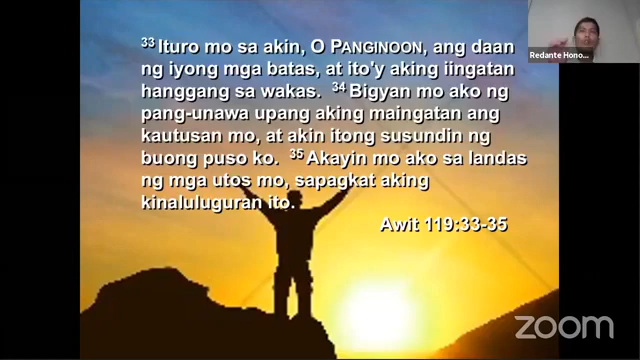 33 Ituro mo sa akin, O PANGINOON, ang daan
ng iyong mga batas, at ito'y aking iingatan
hanggang sa wakas. 34 Bigyan mo ako ng
pang-unawa upang aking maingatan ang
kautusan mo, at akin itong susundin ng
buong puso ko. 35 Akayin mo ako sa landas
ng mga utos mo, sapagkat aking
kinaluluguran ito.
Awit 119:33-35
Redante Hono...
zoom